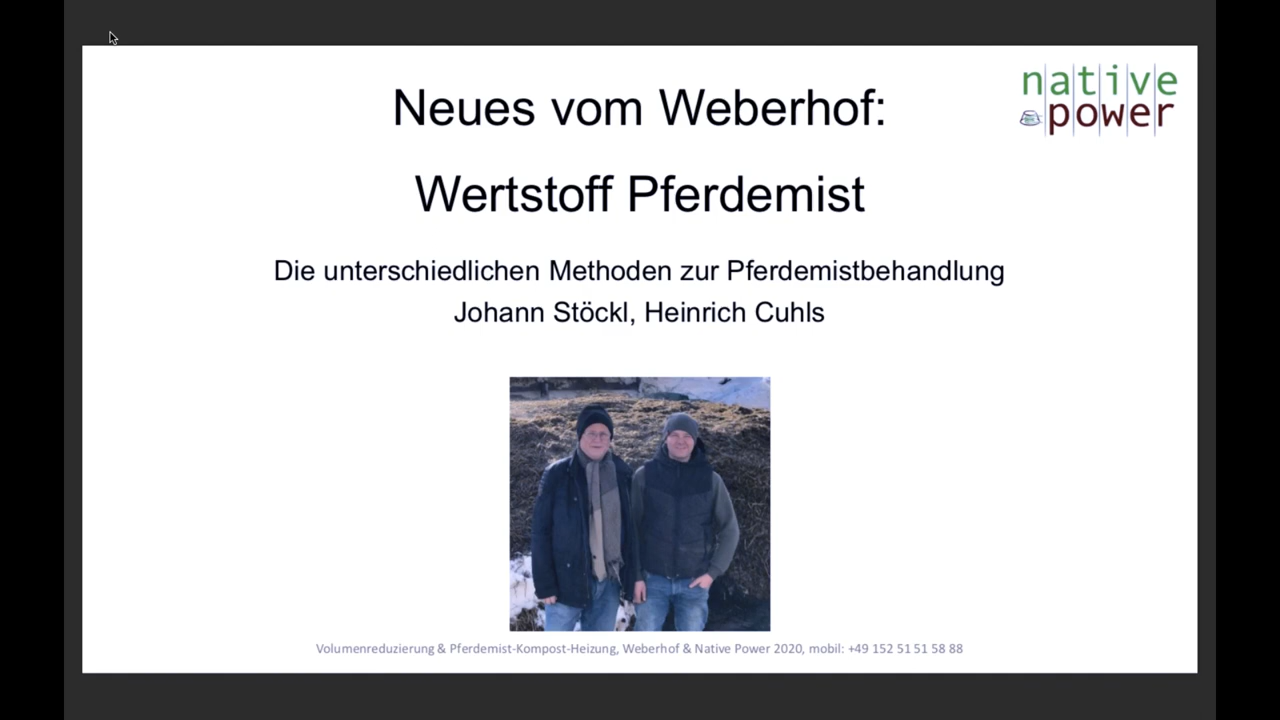 Neues vom Weberhof:
native
power
Wertstoff Pferdemist
Die unterschiedlichen Methoden zur Pferdemistbehandlung
Johann Stöckl, Heinrich Cuhls
Volumenreduzierung & Pferdemist-Kompost-Heizung, Weberhof & Native Power 2020, mobil: +49 152 51 51 58 88